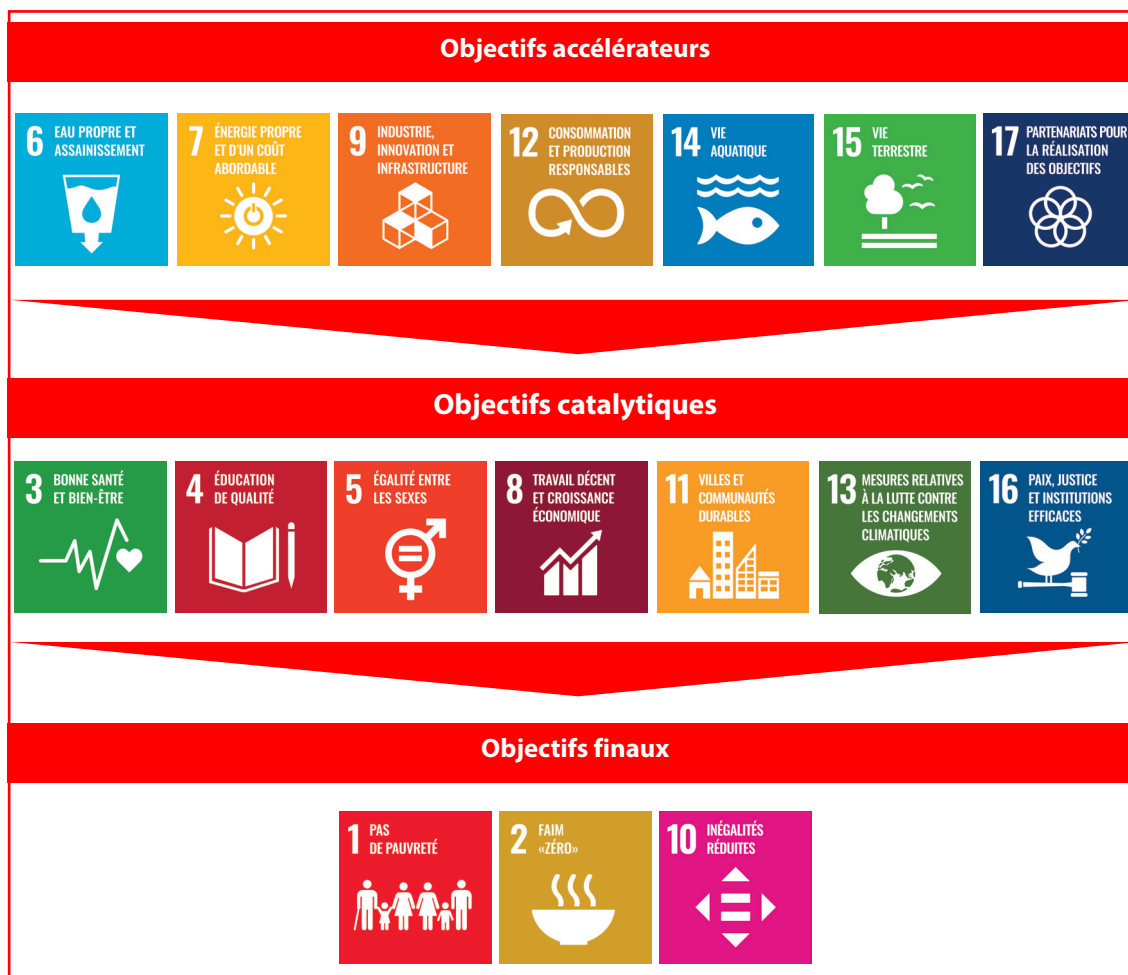 Objectifs accélérateurs
6 EAU PROPRE ET
ASSAINISSEMENT
7 ÉNERGIE PROPRE
ET D'UN COÛT
ABORDABLE
9 INDUSTRIE,
INNOVATION ET
INFRASTRUCTURE
12 CONSOMMATION
ET PRODUCTION
RESPONSABLES
14 VIE
AQUATIQUE
15 VIE
TERRESTRE
17 PARTENARIATS POUR
LA RÉALISATION
DES OBJECTIFS
Objectifs catalytiques
3 BONNE SANTÉ
ET BIEN-ÊTRE
4 ÉDUCATION
DE QUALITÉ
5 ÉGALITÉ ENTRE
LES SEXES
8 TRAVAIL DÉCENT
ET CROISSANCE
ÉCONOMIQUE
11 VILLES ET
COMMUNAUTÉS
DURABLES
13 MESURES RELATIVES
À LA LUTTE CONTRE
LES CHANGEMENTS
CLIMATIQUES
16 PAIX, JUSTICE
ET INSTITUTIONS
EFFICACES
Objectifs finaux
1 PAS
DE PAUVRETÉ
2 FAIM
«ZÉRO»
10 INÉGALITÉS
RÉDUITES